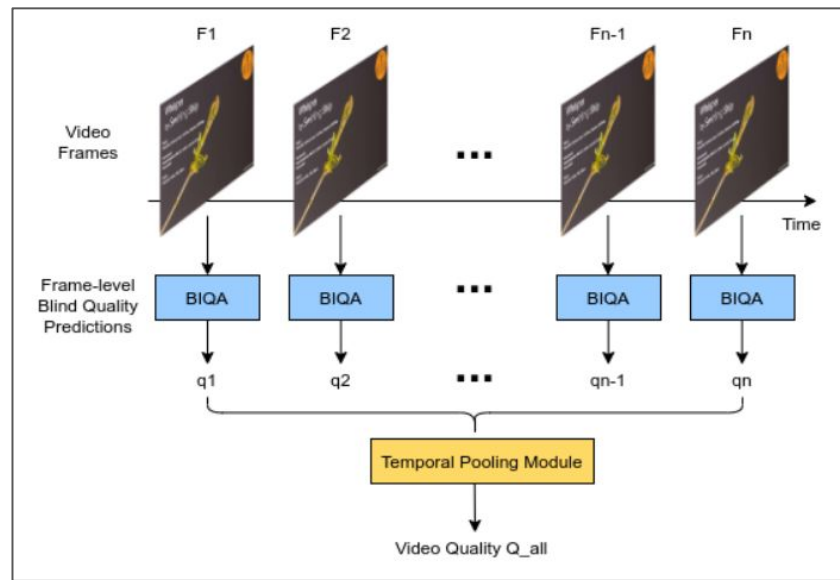 F1 F2 Fn-1 Fn
Video
Frames
...
Time
Frame-level
Blind Quality
Predictions
BIQA BIQA ... BIQA BIQA
q1 q2 ... qn-1 qn
Temporal Pooling Module
Video Quality Q_all